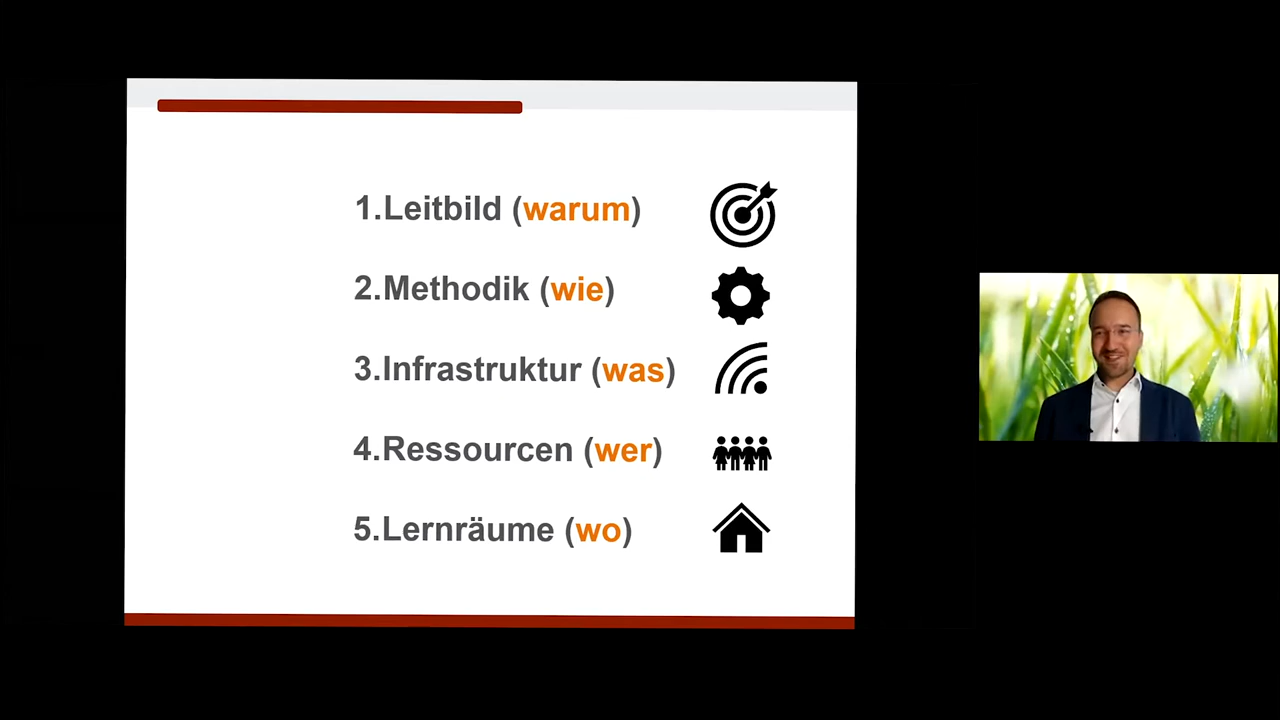 1.Leitbild (warum)
2.Methodik (wie)
3.Infrastruktur (was)
4.Ressourcen (wer)
5.Lernräume (wo)